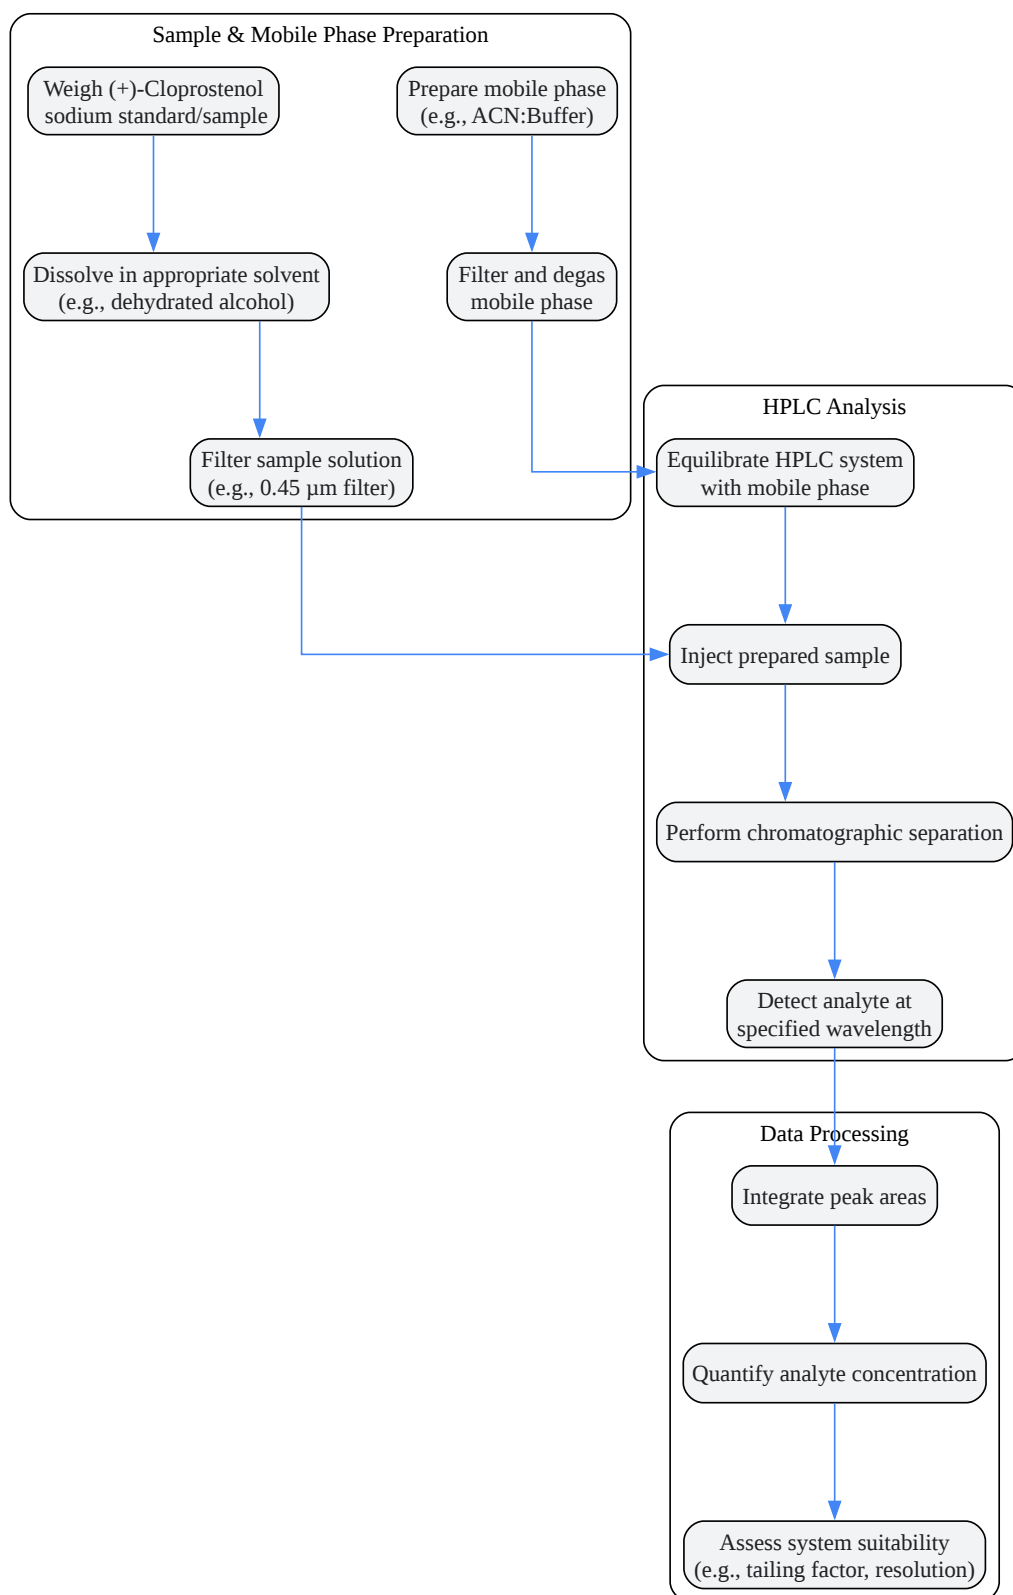 Sample & Mobile Phase Preparation
Weigh (+)-Cloprostenol
sodium standard/sample
Prepare mobile phase
(e.g., ACN:Buffer)
Dissolve in appropriate solvent
(e.g., dehydrated alcohol)
Filter and degas
mobile phase
Filter sample solution
(e.g., 0.45 µm filter)
HPLC Analysis
Equilibrate HPLC system
with mobile phase
Inject prepared sample
Perform chromatographic separation
Detect analyte at
specified wavelength
Data Processing
Integrate peak areas
Quantify analyte concentration
Assess system suitability
(e.g., tailing factor, resolution)